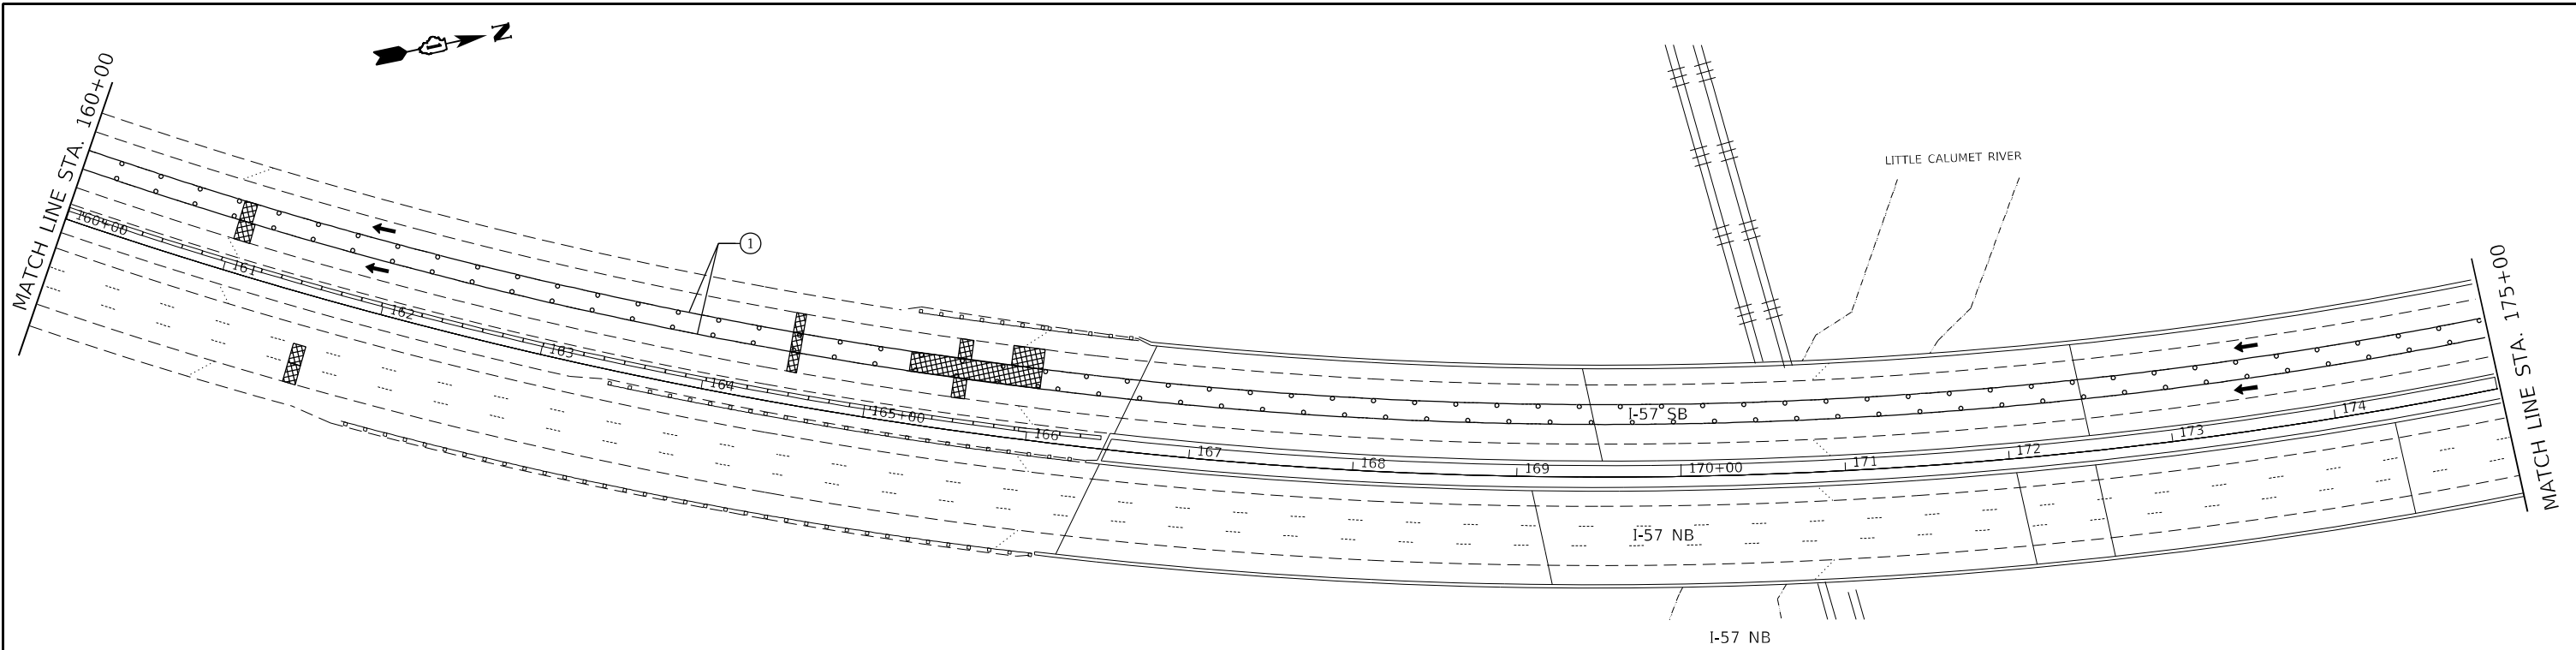 N
MATCH LINE STA. 160+00
160+00
161
162
163
164
165+00
166
167
168
169
170+00
171
172
173
174
1
LITTLE CALUMET RIVER
I-57 SB
I-57 NB
I-57 NB
MATCH LINE STA. 175+00